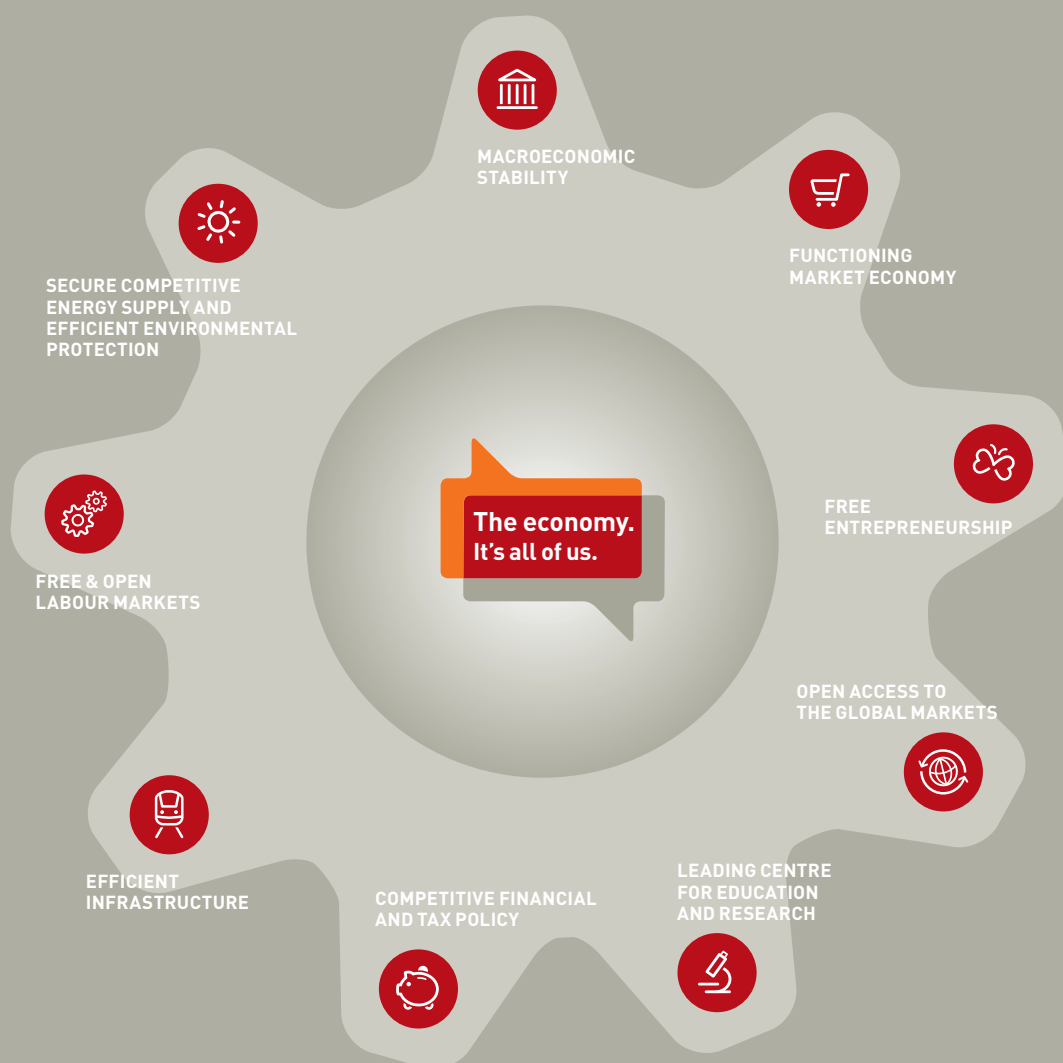 MACROECONOMIC
STABILITY
FUNCTIONING
MARKET ECONOMY
SECURE COMPETITIVE
ENERGY SUPPLY AND
EFFICIENT ENVIRONMENTAL
PROTECTION
FREE
ENTREPRENEURSHIP
The economy.
It's all of us.
FREE & OPEN
LABOUR MARKETS
OPEN ACCESS TO
THE GLOBAL MARKETS
EFFICIENT
INFRASTRUCTURE
COMPETITIVE FINANCIAL
AND TAX POLICY
LEADING CENTRE
FOR EDUCATION
AND RESEARCH